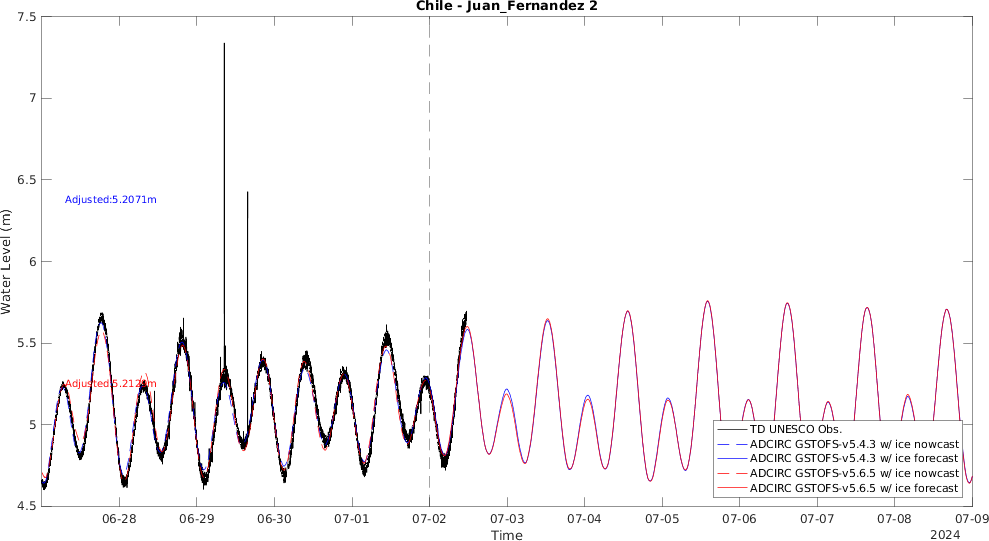 Chile - Juan_Fernandez 2
7.5
7
6.5
6
5.5
5
4.5
Water Level (m)
Adjusted:5.2071m
06-28
06-29
06-30
07-01
07-02
07-03
07-04
07-05
07-06
07-07
07-08
07-09
Time
2024
TD UNESCO Obs.
ADCIRC GSTOFS-v5.4.3 w/ ice nowcast
ADCIRC GSTOFS-v5.4.3 w/ ice forecast
ADCIRC GSTOFS-v5.6.5 w/ ice nowcast
ADCIRC GSTOFS-v5.6.5 w/ ice forecast